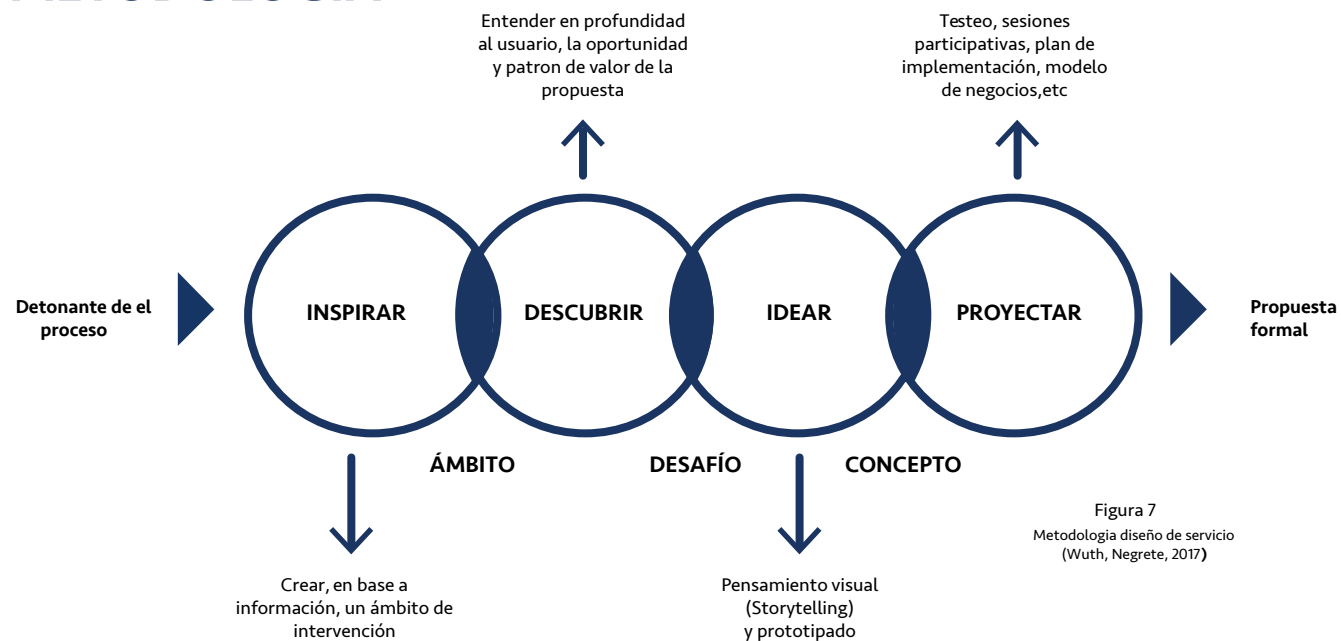 Entender en profundidad
al usuario, la oportunidad
y patron de valor de la
propuesta
Testeo, sesiones
participativas, plan de
implementación, modelo
de negocios,etc
Detonante de el
proceso
INSPIRAR
DESCUBRIR
IDEAR
PROYECTAR
Propuesta
formal
ÁMBITO
DESAFÍO
CONCEPTO
Crear, en base a
información, un ámbito de
intervención
Pensamiento visual
(Storytelling)
y prototipado
Figura 7
Metodologia diseño de servicio
(Wuth, Negrete, 2017)